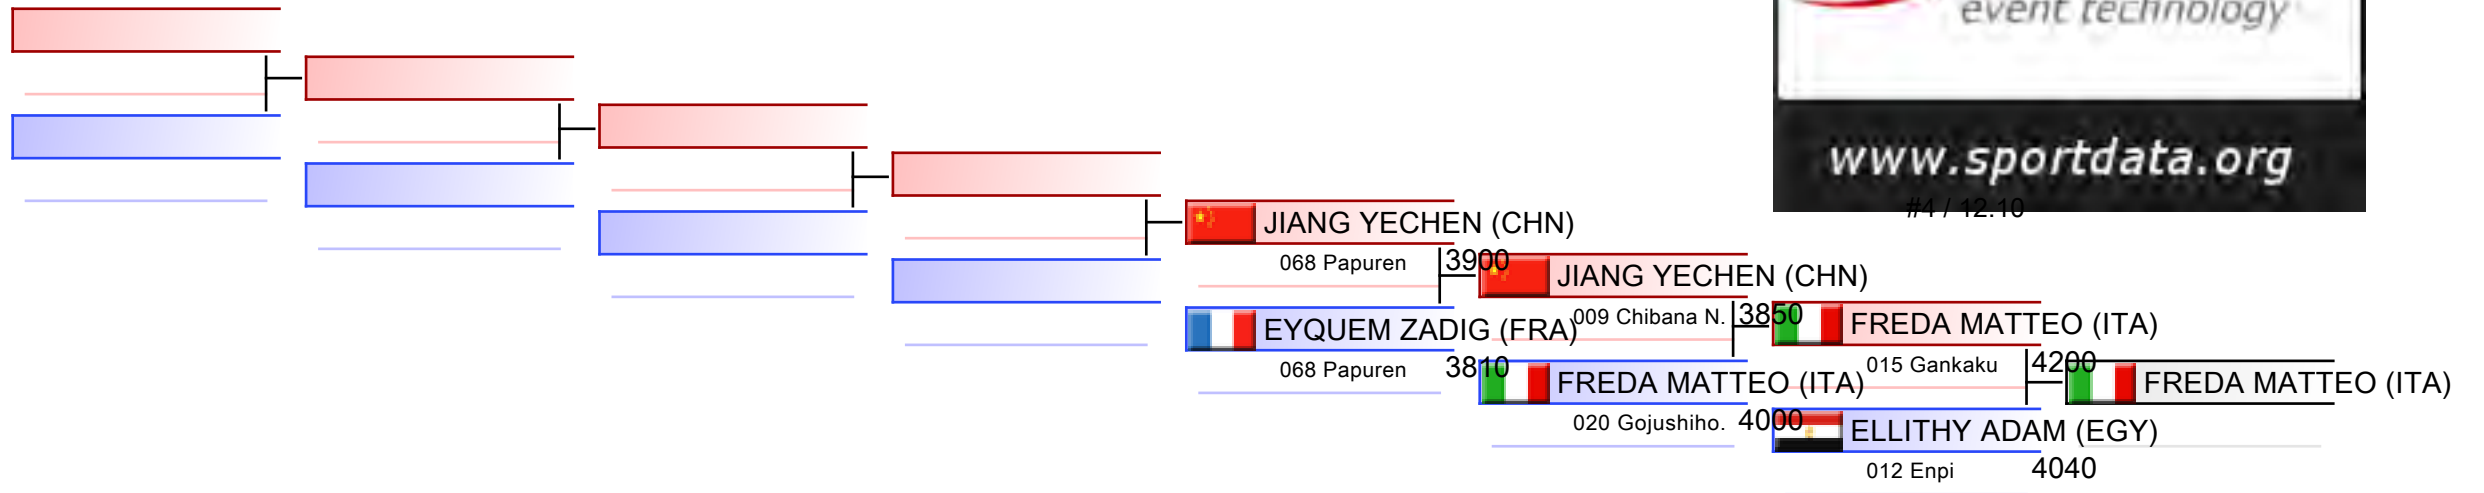 event technology
www.sportdata.org
#4 / 12.10
JIANG YECHEN (CHN)
068 Papuren 3900
EYQUEM ZADIG (FRA)
068 Papuren 3810
JIANG YECHEN (CHN)
009 Chibana N. 3850
FREDA MATTEO (ITA)
020 Gojushiho. 4000
FREDA MATTEO (ITA)
015 Gankaku 4200
ELLITHY ADAM (EGY)
012 Enpi 4040
FREDA MATTEO (ITA)